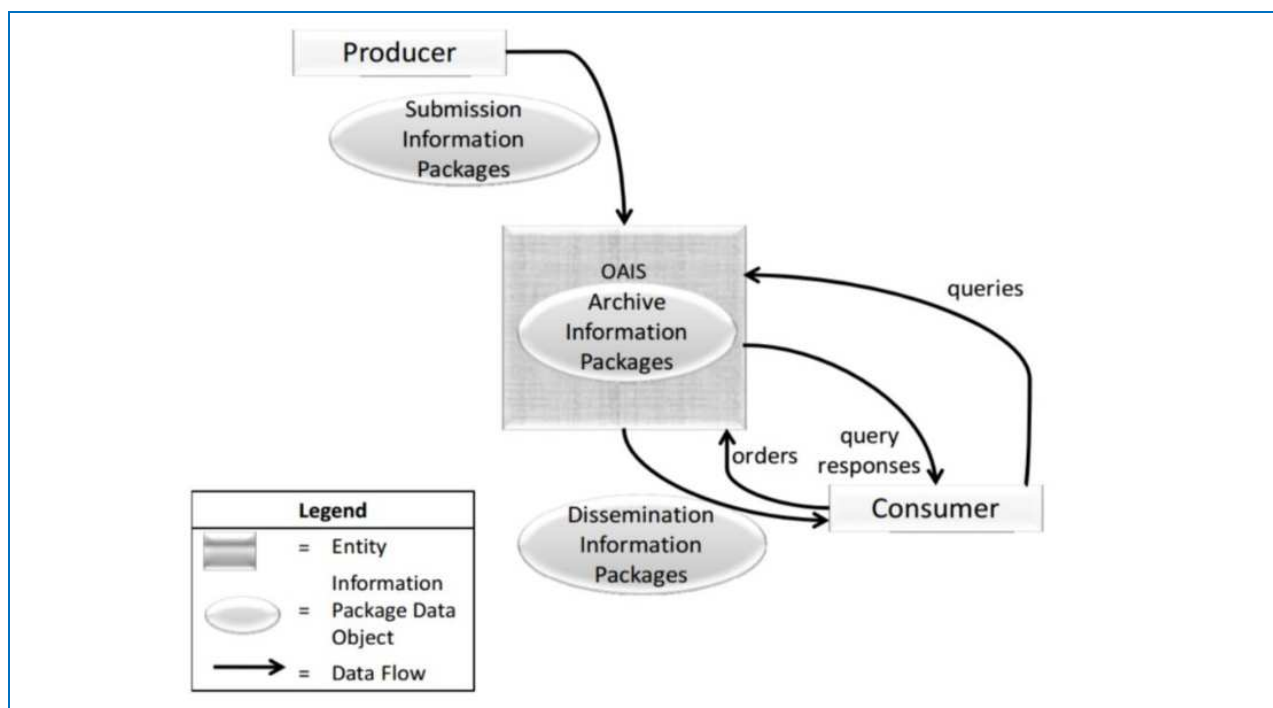 Producer
Submission
Information
Packages
OAIS
Archive
Information
Packages
queries
query
responses
orders
Consumer
Dissemination
Information
Packages
Legend
= Entity
Information
= Package Data
Object
= Data Flow